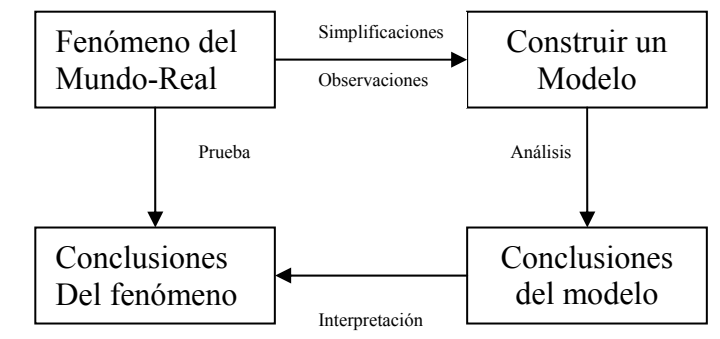 Fenómeno del
Mundo-Real
Simplificaciones
Observaciones
Construir un
Modelo
Prueba
Análisis
Conclusiones
Del fenómeno
Interpretación
Conclusiones
del modelo